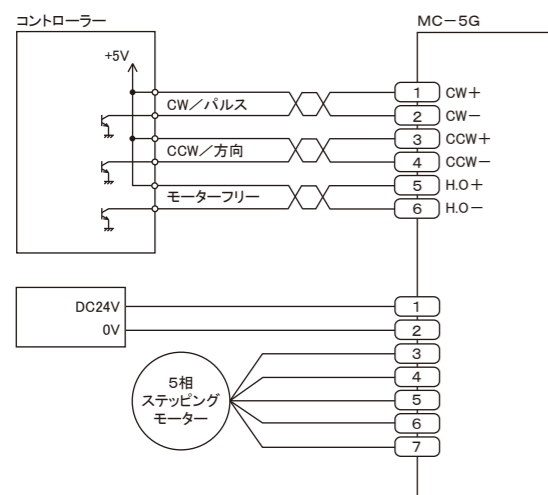 コントローラー
MC-5G
+5V
CW/パルス
1 CW+
2 CW-
CCW/方向
3 CCW+
4 CCW-
モーターフリー
5 H.O+
6 H.O-
DC24V
0V
1
2
3
4
5
6
7
5相
ステッピング
モーター